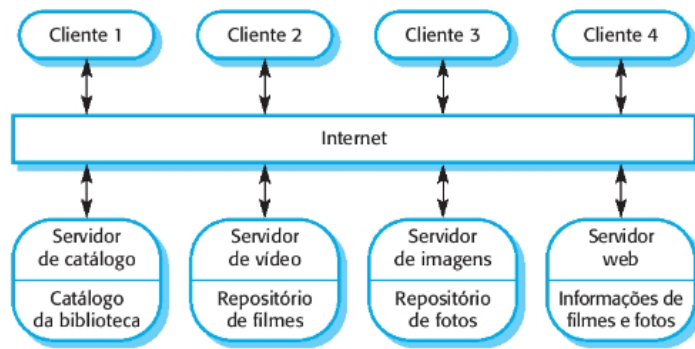 Cliente 1
Cliente 2
Cliente 3
Cliente 4
Internet
Servidor
de catálogo
Catálogo
da biblioteca
Servidor
de vídeo
Repositório
de filmes
Servidor
de imagens
Repositório
de fotos
Servidor
web
Informações de
filmes e fotos